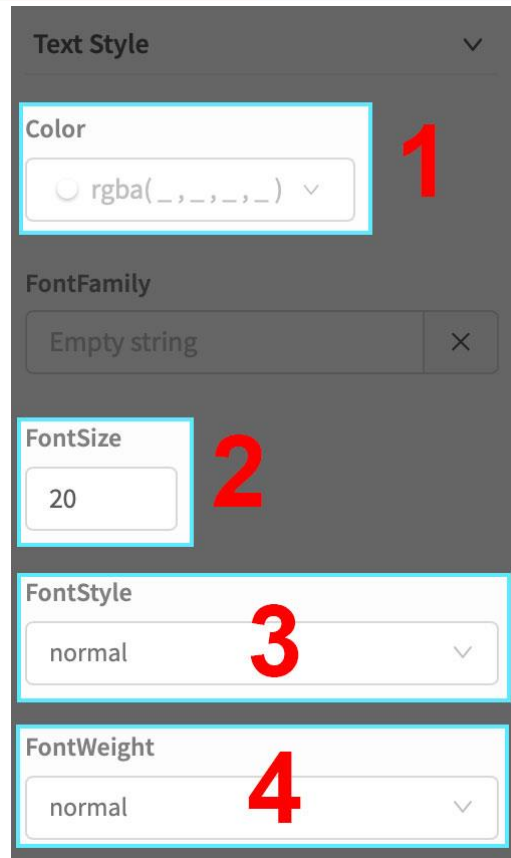 Text Style
Color
1
rgba( _ , _ , _ , _ )
FontFamily
Empty string
FontSize
2
20
FontStyle
3
normal
FontWeight
4
normal